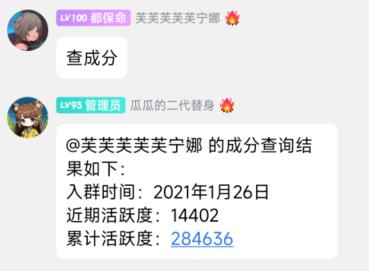 LV100 都保命 芙芙芙芙芙宁娜
查成分
LV93 管理员 瓜瓜的二代替身
@芙芙芙芙芙宁娜 的成分查询结
果如下：
入群时间：2021年1月26日
近期活跃度：14402
累计活跃度：284636